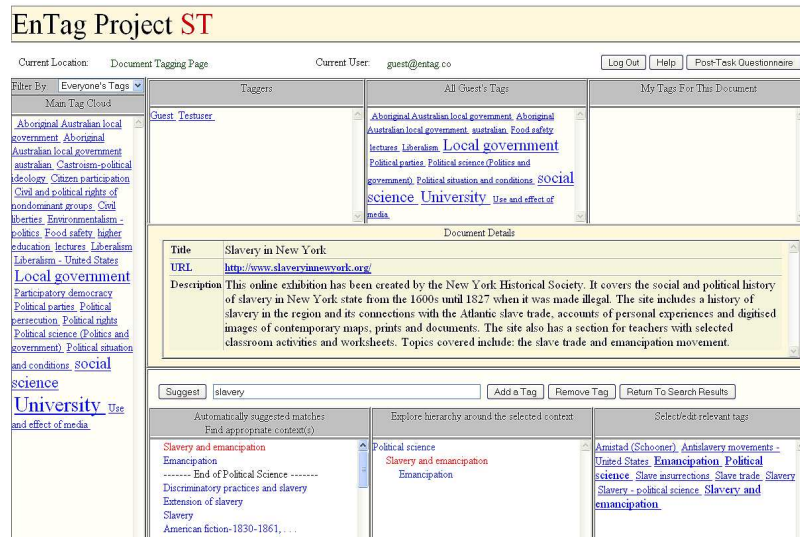 EnTag Project ST
Current Location: Document Tagging Page Current User: guest@entag.co Log Out Help Post-Task Questionnaire
Filter By Everyone's Tags
Main Tag Cloud
Aboriginal Australian local
government Aboriginal
Australian local government
australian Castroism-political
ideology Citizen participation
Civil and political rights of
nondominant groups Civil
liberties Environmentalism -
politics Food safety higher
education lectures Liberalism
Liberalism - United States
Local government
Participatory democracy
Political parties Political
persecution Political rights
Political science (Politics and
government) Political situation
and conditions social
science
University Use
and effect of media
Taggers
Guest Testuser
All Guest's Tags
Aboriginal Australian local government Aboriginal
Australian local government australian Food safety
lectures Liberalism Local government
Political parties Political science (Politics and
government) Political situation and conditions social
science University Use and effect of
media
My Tags For This Document
Document Details
Title Slavery in New York
URL http://www.slaveryinnewyork.org/
Description This online exhibition has been created by the New York Historical Society. It covers the social and political history
of slavery in New York state from the 1600s until 1827 when it was made illegal. The site includes a history of
slavery in the region and its connections with the Atlantic slave trade, accounts of personal experiences and digitised
images of contemporary maps, prints and documents. The site also has a section for teachers with selected
classroom activities and worksheets. Topics covered include: the slave trade and emancipation movement.
Suggest slavery Add a Tag Remove Tag Return To Search Results
Automatically suggested matches
Find appropriate context(s)
Slavery and emancipation
Emancipation
------- End of Political Science -------
Discriminatory practices and slavery
Extension of slavery
Slavery
American fiction-1830-1861, . . .
Explore hierarchy around the selected context
Political science
Slavery and emancipation
Emancipation
Select/edit relevant tags
Amistad (Schooner) Antislavery movements -
United States Emancipation Political
science Slave insurrections Slave trade Slavery
Slavery - political science Slavery and
emancipation